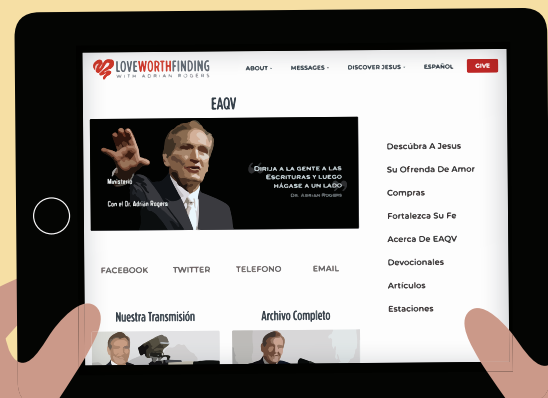 LOVEWORTHFINDING
WITH ADRIAN ROGERS
ABOUT
MESSAGES
DISCOVER JESUS
ESPAÑOL
GIVE
EAQV
Ministerio
Con el Dr. Adrián Rogers
“DIRIJA A LA GENTE A LAS
ESCRITURAS Y LUEGO
HÁGASE A UN LADO”
DR. ADRIAN ROGERS
Descúbra A Jesus
Su Ofrenda De Amor
Compras
Fortalezca Su Fe
Acerca De EAQV
Devocionales
Artículos
Estaciones
FACEBOOK
TWITTER
TELEFONO
EMAIL
Nuestra Transmisión
Archivo Completo